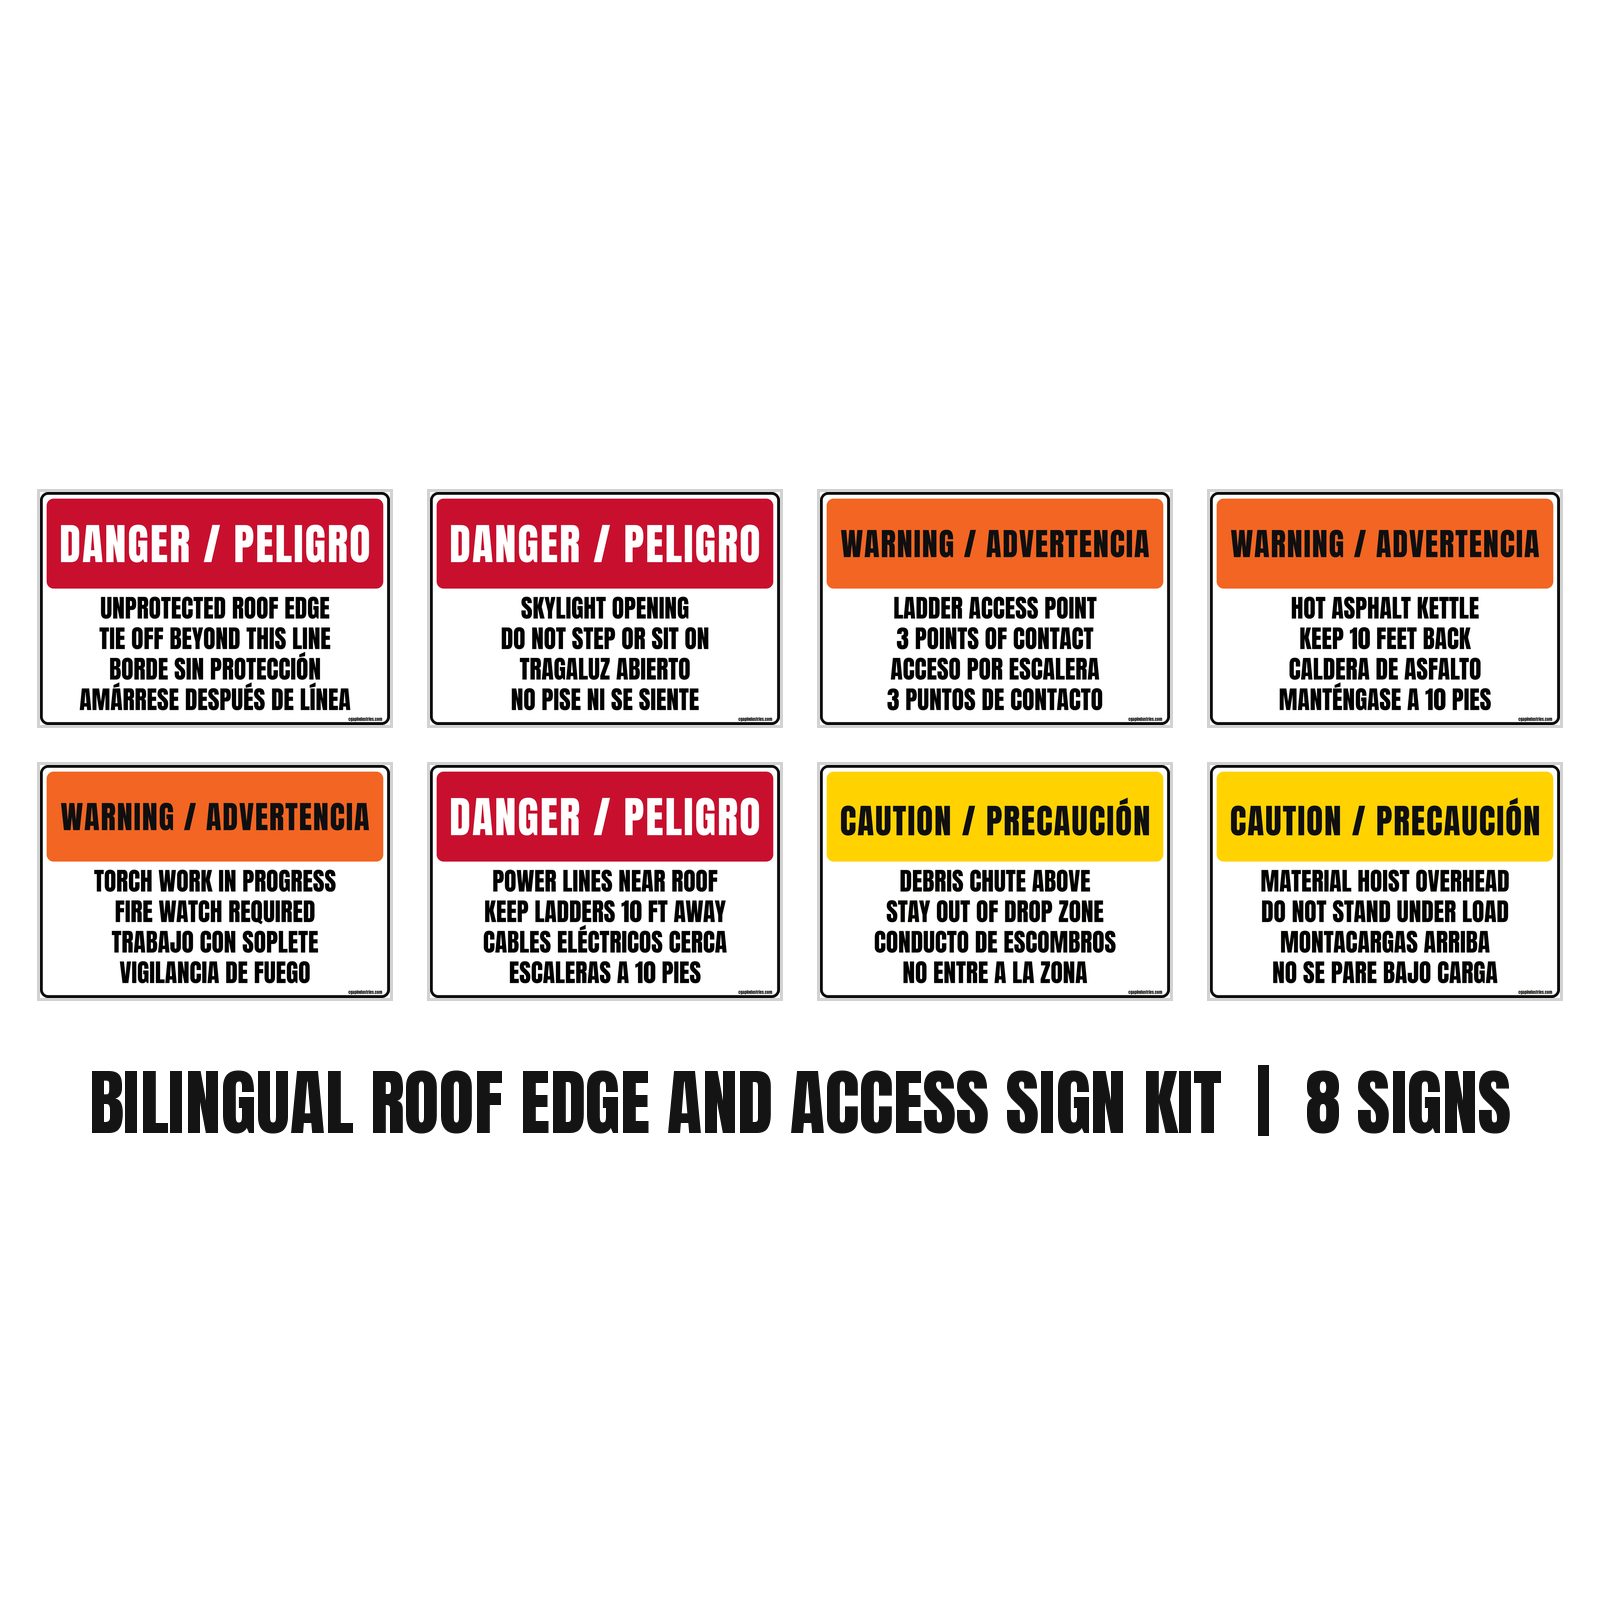 DANGER / PELIGRO
UNPROTECTED ROOF EDGE
TIE OFF BEYOND THIS LINE
BORDE SIN PROTECCIÓN
AMÁRRESE DESPUÉS DE LÍNEA
DANGER / PELIGRO
SKYLIGHT OPENING
DO NOT STEP OR SIT ON
TRAGALUZ ABIERTO
NO PISE NI SE SIENTE
WARNING / ADVERTENCIA
LADDER ACCESS POINT
3 POINTS OF CONTACT
ACCESO POR ESCALERA
3 PUNTOS DE CONTACTO
WARNING / ADVERTENCIA
HOT ASPHALT KETTLE
KEEP 10 FEET BACK
CALDERA DE ASFALTO
MANTÉNGASE A 10 PIES
WARNING / ADVERTENCIA
TORCH WORK IN PROGRESS
FIRE WATCH REQUIRED
TRABAJO CON SOPLETE
VIGILANCIA DE FUEGO
DANGER / PELIGRO
POWER LINES NEAR ROOF
KEEP LADDERS 10 FT AWAY
CABLES ELÉCTRICOS CERCA
ESCALERAS A 10 PIES
CAUTION / PRECAUCIÓN
DEBRIS CHUTE ABOVE
STAY OUT OF DROP ZONE
CONDUCTO DE ESCOMBROS
NO ENTRE A LA ZONA
CAUTION / PRECAUCIÓN
MATERIAL HOIST OVERHEAD
DO NOT STAND UNDER LOAD
MONTACARGAS ARRIBA
NO SE PARE BAJO CARGA
BILINGUAL ROOF EDGE AND ACCESS SIGN KIT | 8 SIGNS